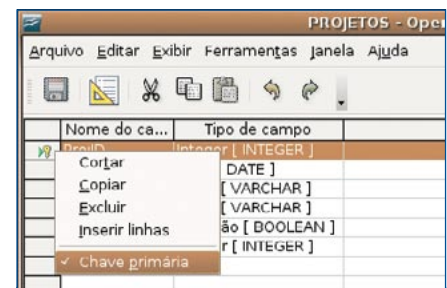 PROJETOS - Ope
Arquivo Editar Exibir Ferramentas Janela Ajuda
Nome do ca... Tipo de campo
ProjID Integer [ INTEGER ]
Cortar
DATE ]
Copiar
[ VARCHAR ]
Excluir
[ VARCHAR ]
Inserir linhas
ão [ BOOLEAN ]
r [ INTEGER ]
✓ Chave primária